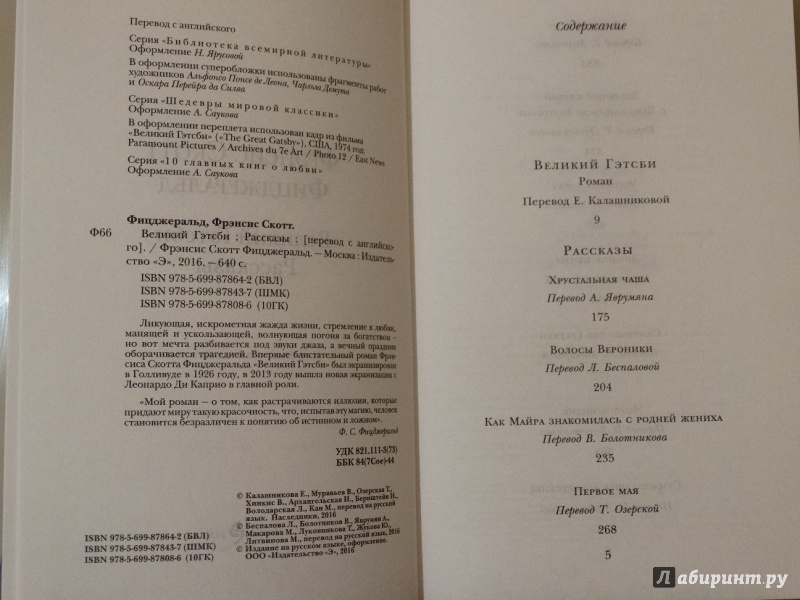 Перевод с английского
Серия «Библиотека всемирной литературы»
Оформление Н. Ярусовой
В оформлении суперобложки использованы фрагменты работ
художников Альфонсо Понсе де Леона, Чарльза Демута
и Оскара Перейра да Силва
Серия «Шедевры мировой классики»
Оформление А. Саукова
В оформлении переплета использован кадр из фильма
«Великий Гэтсби» («The Great Gatsby»), США, 1974 год:
Paramount Pictures / Archives du 7e Art / Photo 12 / East News
Серия «10 главных книг о любви»
Оформление А. Саукова
Фицджеральд, Фрэнсис Скотт.
Ф66 Великий Гэтсби ; Рассказы : [перевод с английско-
го]. / Фрэнсис Скотт Фицджеральд. — Москва : Издатель-
ство «Э», 2016. — 640 с.
ISBN 978-5-699-87864-2 (БВЛ)
ISBN 978-5-699-87843-7 (ШМК)
ISBN 978-5-699-87808-6 (10ГК)
Ликующая, искрометная жажда жизни, стремление к любви,
манящей и ускользающей, волнующая погоня за богатством —
но вот мечта разбивается под звуки джаза, а вечный праздник
оборачивается трагедией. Впервые блистательный роман Фрэн-
сиса Скотта Фицджеральда «Великий Гэтсби» был экранизирован
в Голливуде в 1926 году, в 2013 году вышла новая экранизация с
Леонардо Ди Каприо в главной роли.
«Мой роман — о том, как растрачиваются иллюзии, которые
придают миру такую красочность, что, испытав эту магию, человек
становится безразличен к понятию об истинном и ложном».
Ф. С. Фицджеральд
УДК 821.111-3(73)
ББК 84(7Сое)-44
© Калашникова Е., Муравьев В., Озерская Т.,
Хинкис В., Архангельская И., Бернштейн И.,
Володарская Л., Кан М., перевод на русский
язык. Наследники, 2016
© Беспалова Л., Болотников В., Яврумян А.,
Макарова М., Луковникова Т., Жукова Ю.,
Литвинова М., перевод на русский язык, 2016
© Издание на русском языке, оформление.
ООО «Издательство «Э», 2016
ISBN 978-5-699-87864-2 (БВЛ)
ISBN 978-5-699-87843-7 (ШМК)
ISBN 978-5-699-87808-6 (10ГК)
Содержание
Великий Гэтсби
Роман
Перевод Е. Калашниковой
9
Рассказы
Хрустальная чаша
Перевод А. Яврумяна
175
Волосы Вероники
Перевод Л. Беспаловой
204
Как Майра знакомилась с родней жениха
Перевод В. Болотникова
235
Первое мая
Перевод Т. Озерской
268
5
Лабиринт.ру